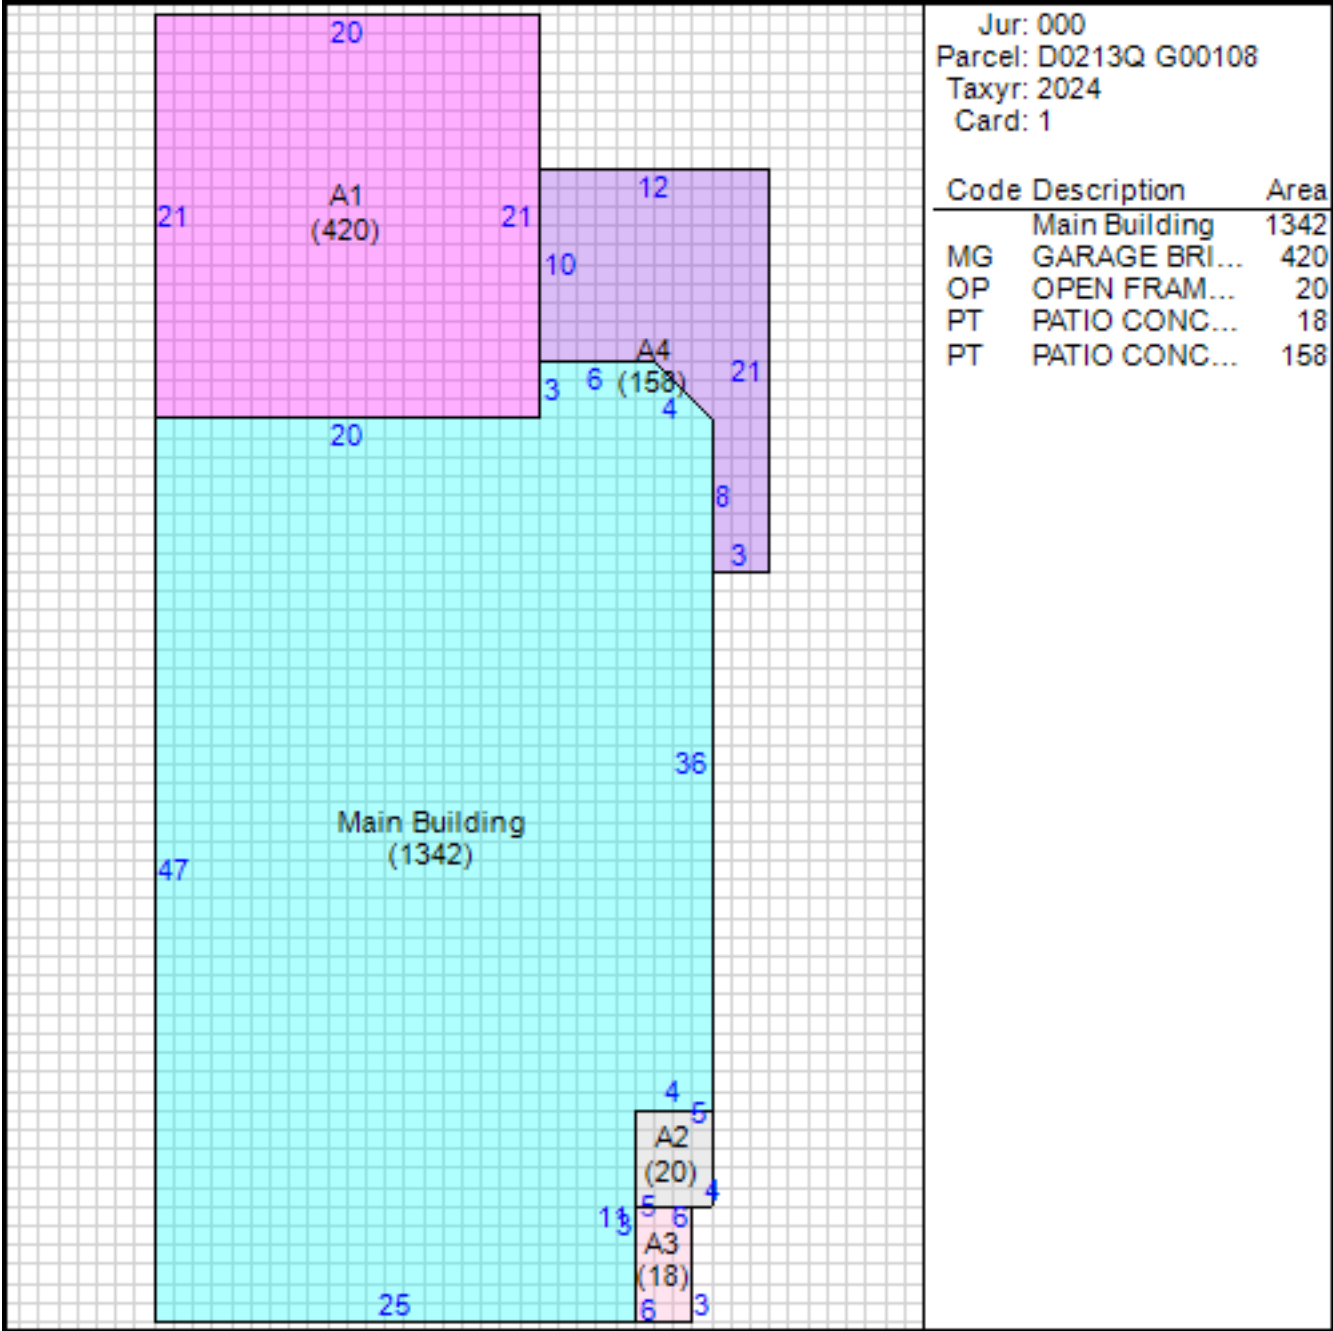 Jur: 000
Parcel: D0213Q G00108
Taxyr: 2024
Card: 1
Code Description Area
Main Building 1342
MG GARAGE BRI... 420
OP OPEN FRAM... 20
PT PATIO CONC... 18
PT PATIO CONC... 158
20
12
A1
(420)
21
21
10
A4
(158)
21
3
6
4
20
8
3
36
Main Building
(1342)
47
4
5
A2
(20)
4
5
11
3
6
A3
(18)
25
6
3